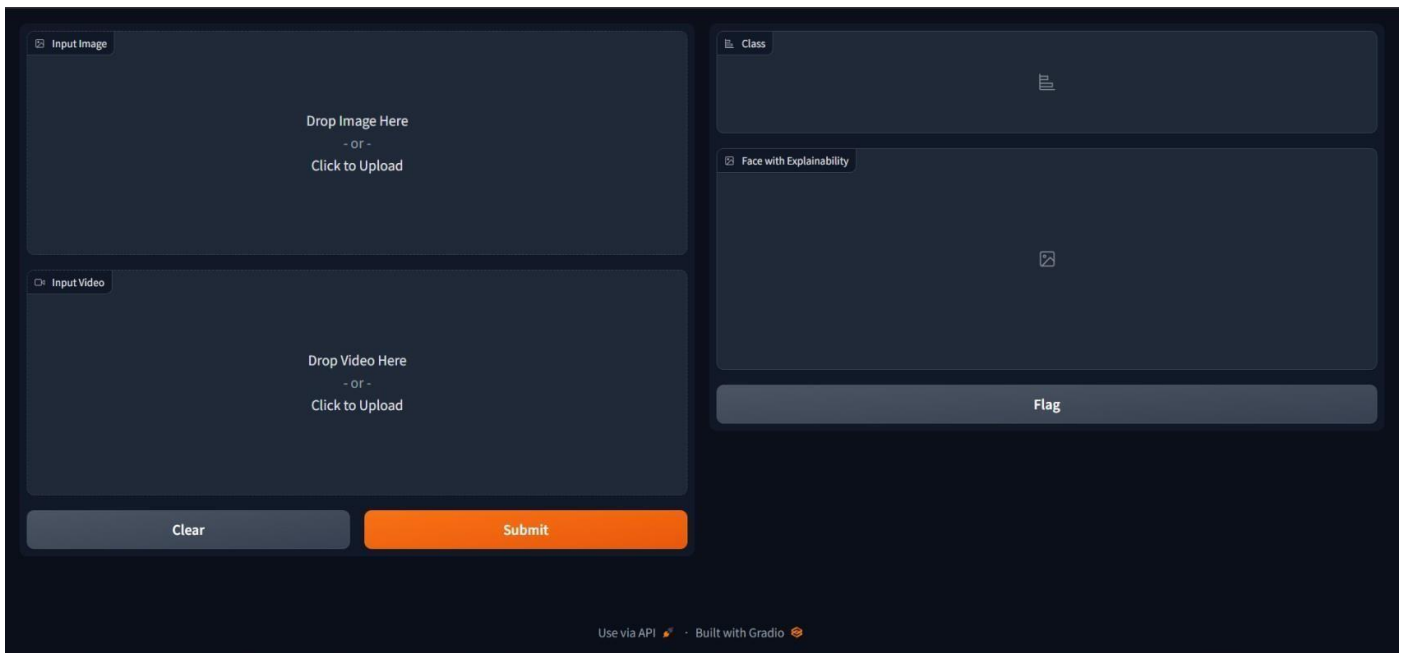 Input Image
Drop Image Here
- or -
Click to Upload
Input Video
Drop Video Here
- or -
Click to Upload
Clear
Submit
Class
Face with Explainability
Flag
Use via API · Built with Gradio